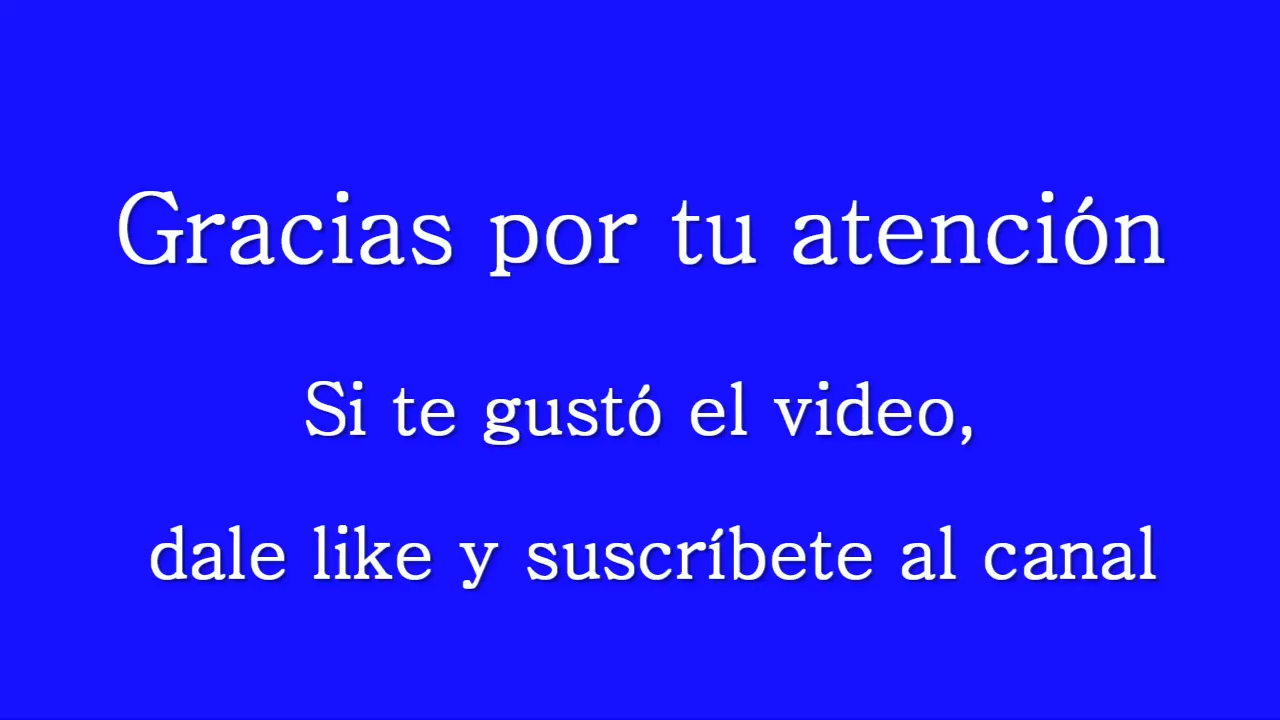 Gracias por tu atención
Si te gustó el video,
dale like y suscríbete al canal